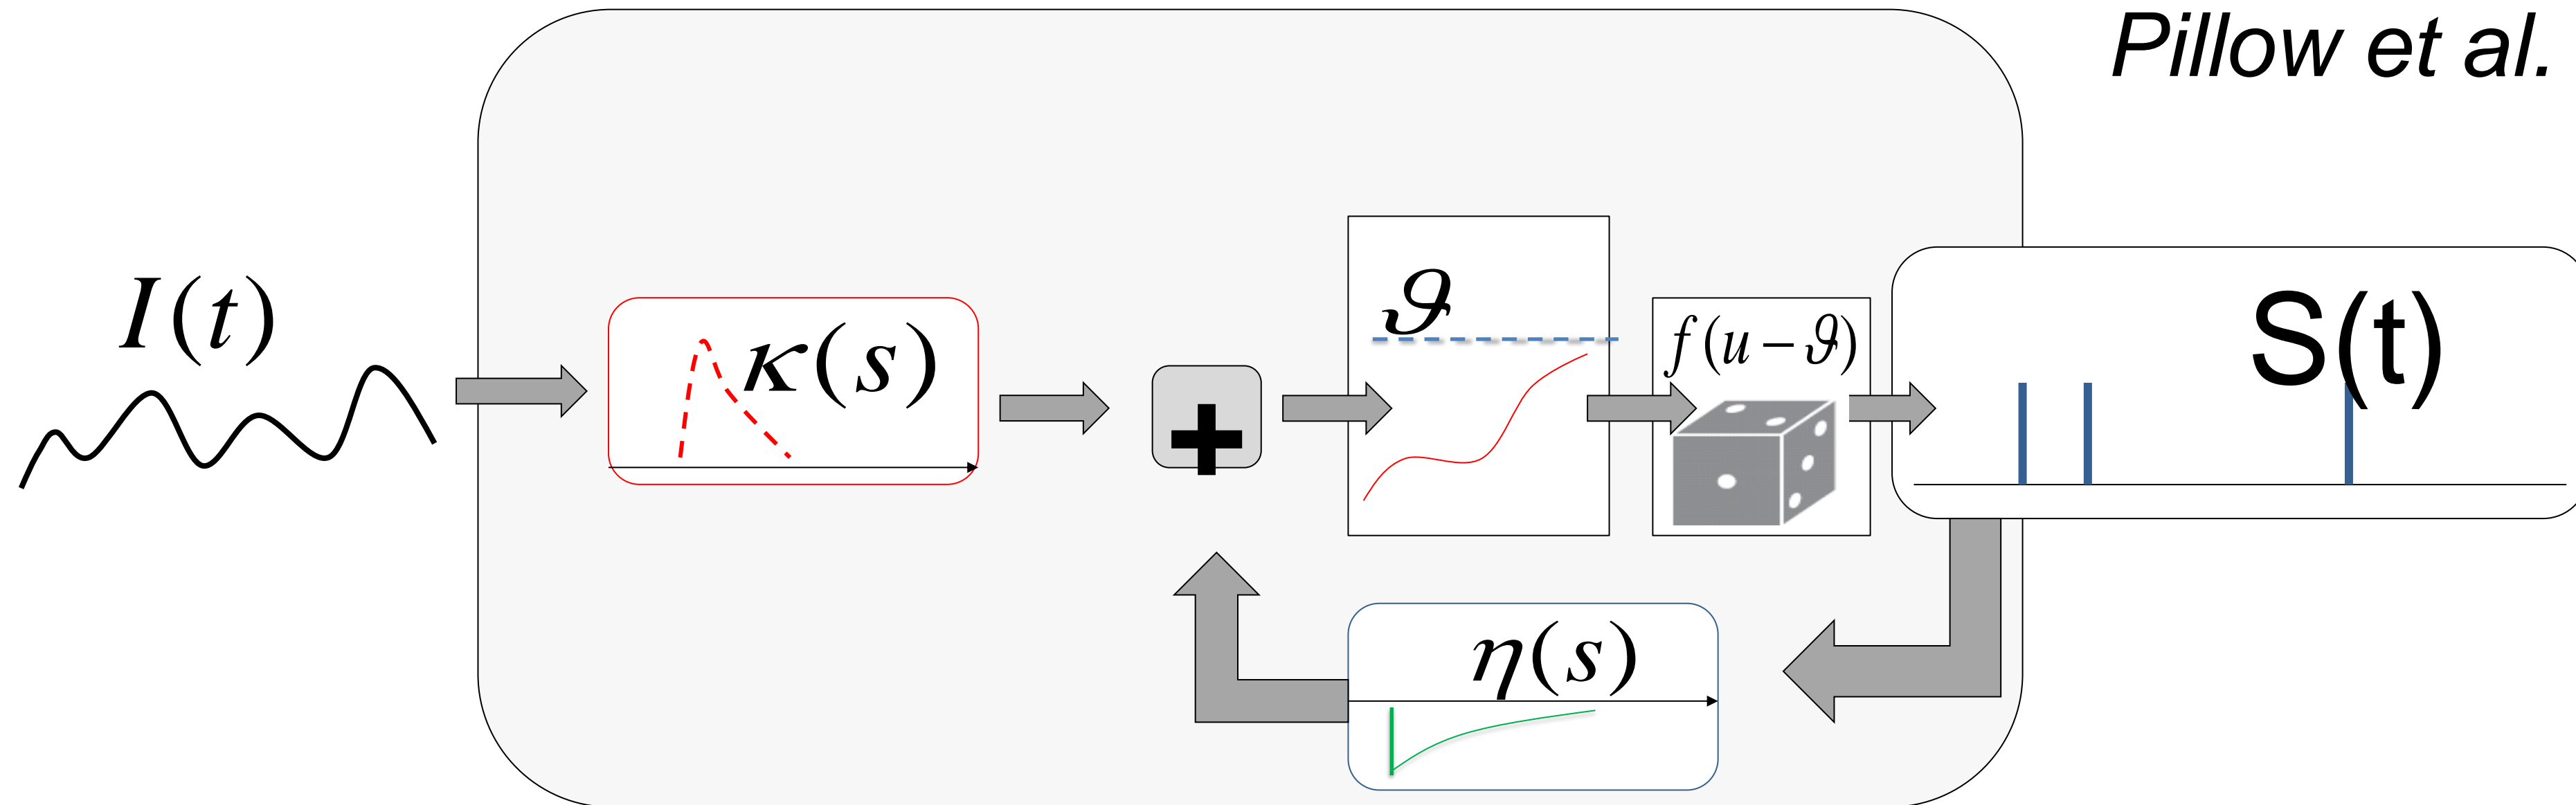 Pillow et al.
I(t)
κ(s)
+
ϑ
f(u − ϑ)
S(t)
η(s)